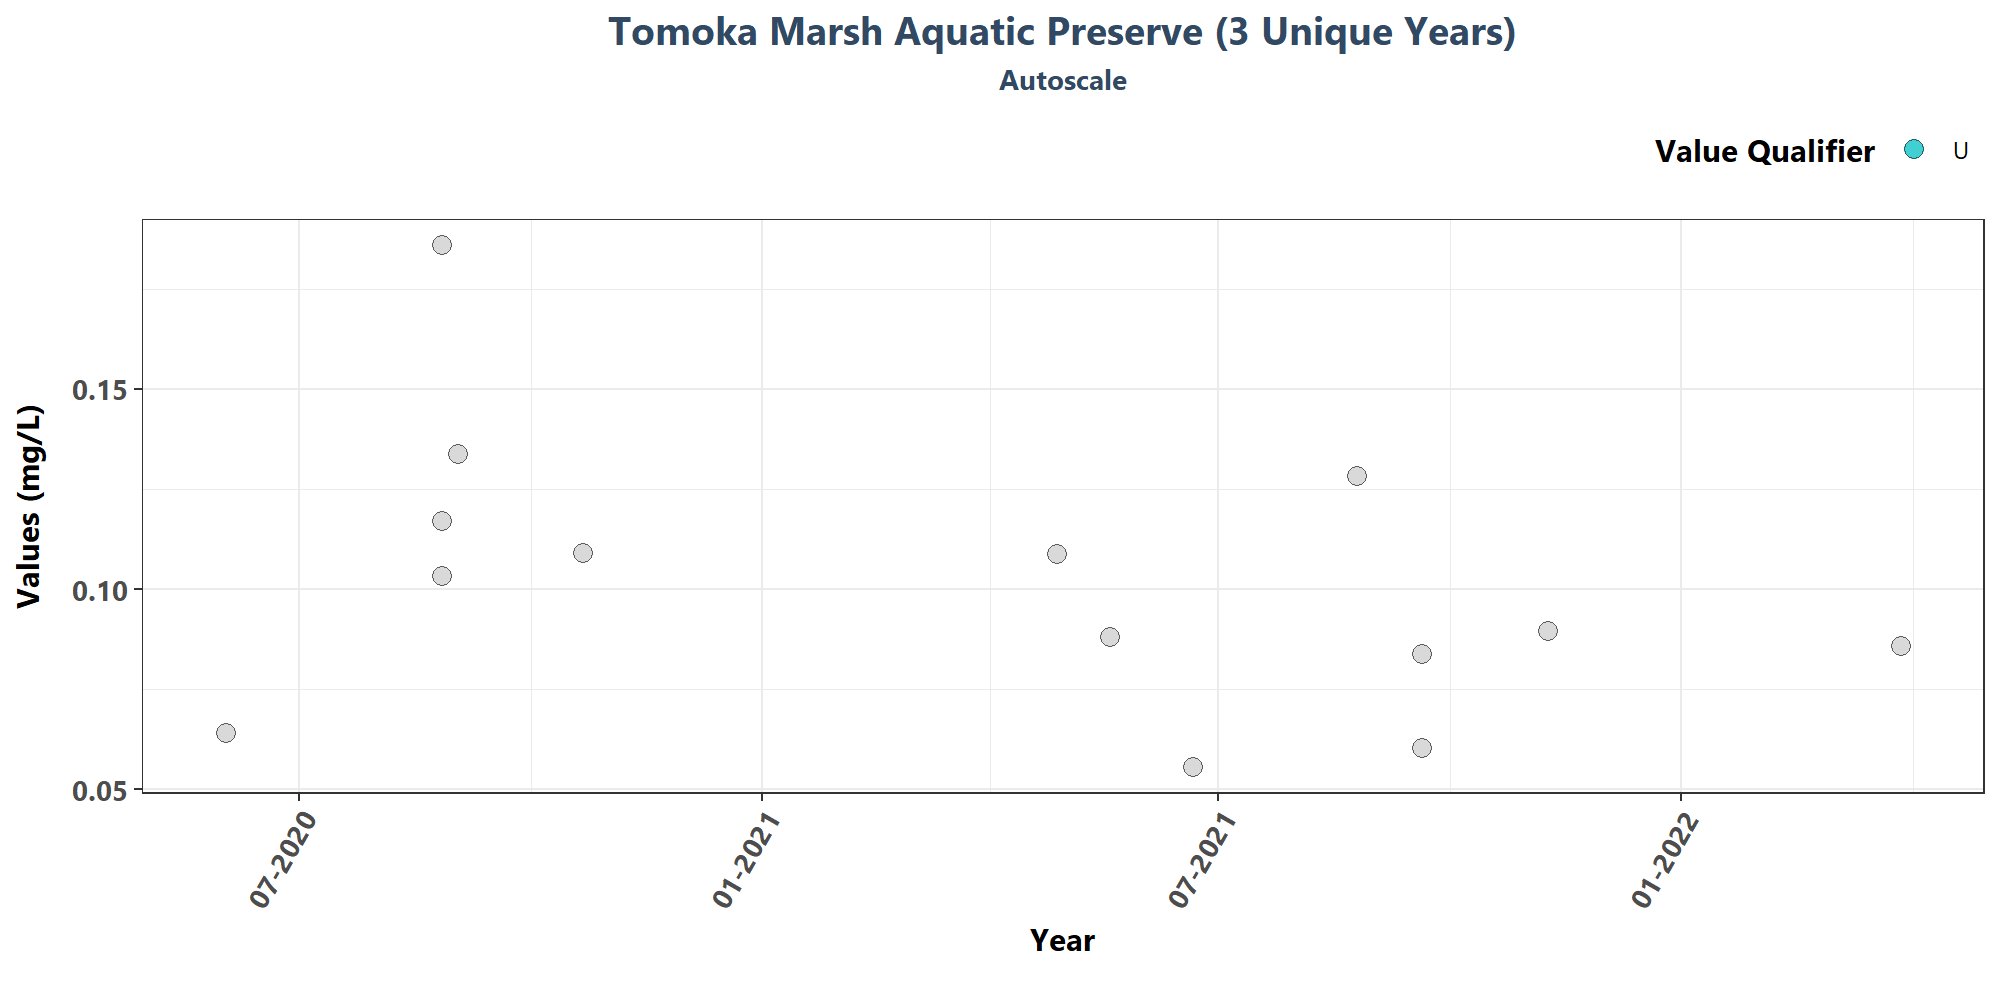 Tomoka Marsh Aquatic Preserve (3 Unique Years)
Autoscale
Value Qualifier U
Values (mg/L)
0.15
0.10
0.05
07-2020 01-2021 07-2021 01-2022
Year